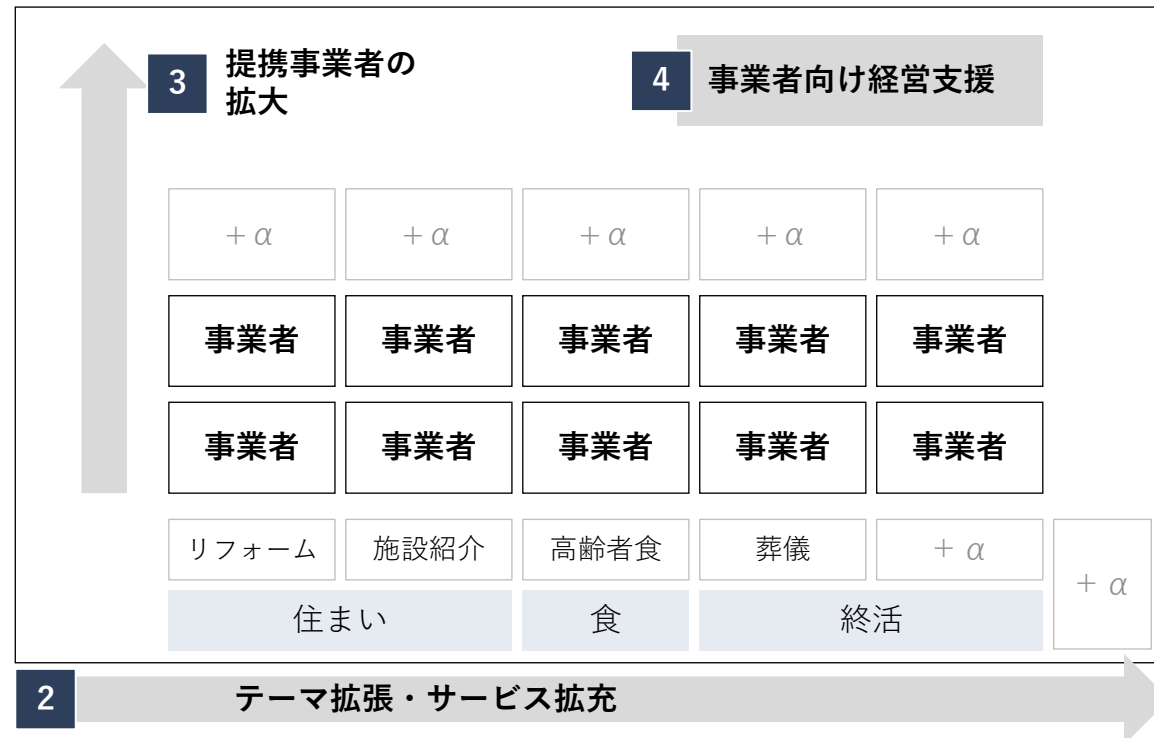 3
提携事業者の
拡大
4
事業者向け経営支援
+α +α +α +α +α
事業者 事業者 事業者 事業者 事業者
事業者 事業者 事業者 事業者 事業者
リフォーム 施設紹介 高齢者食 葬儀 +α
+α
住まい 食 終活
2
テーマ拡張・サービス拡充